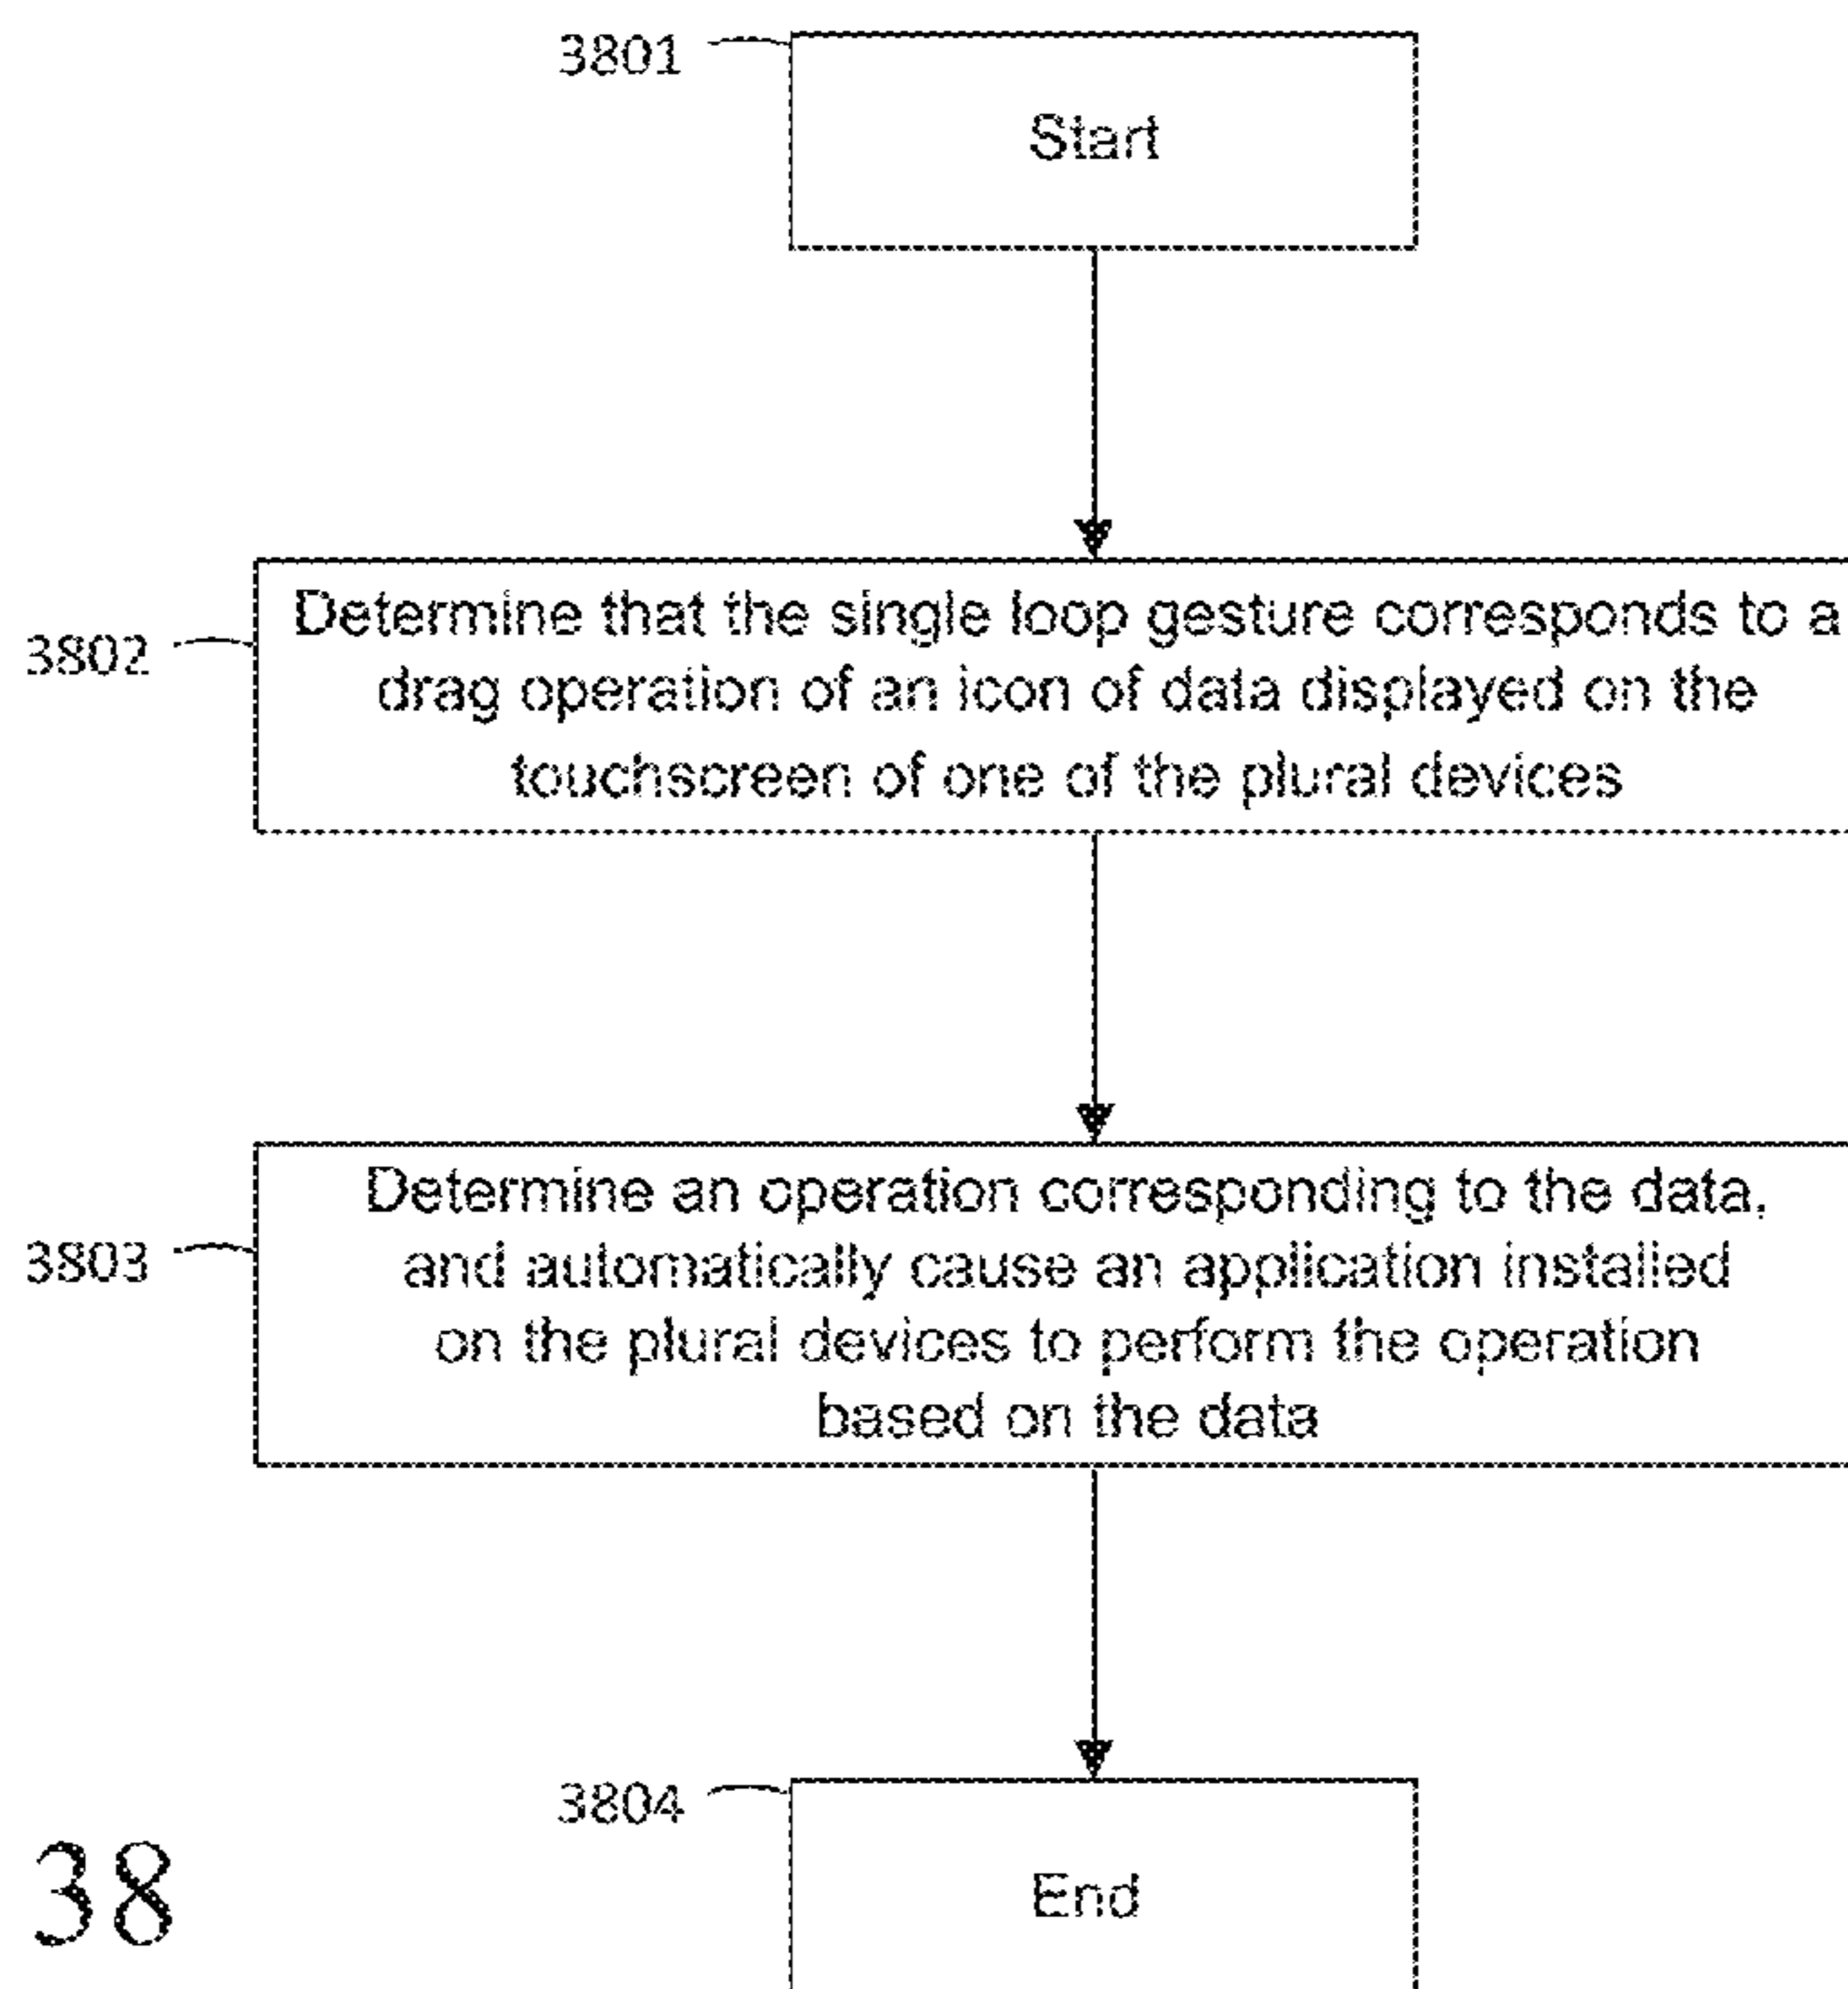 3801
Start
3802
Determine that the single loop gesture corresponds to a
drag operation of an icon of data displayed on the
touchscreen of one of the plural devices
3803
Determine an operation corresponding to the data,
and automatically cause an application installed
on the plural devices to perform the operation
based on the data
3804
End
38